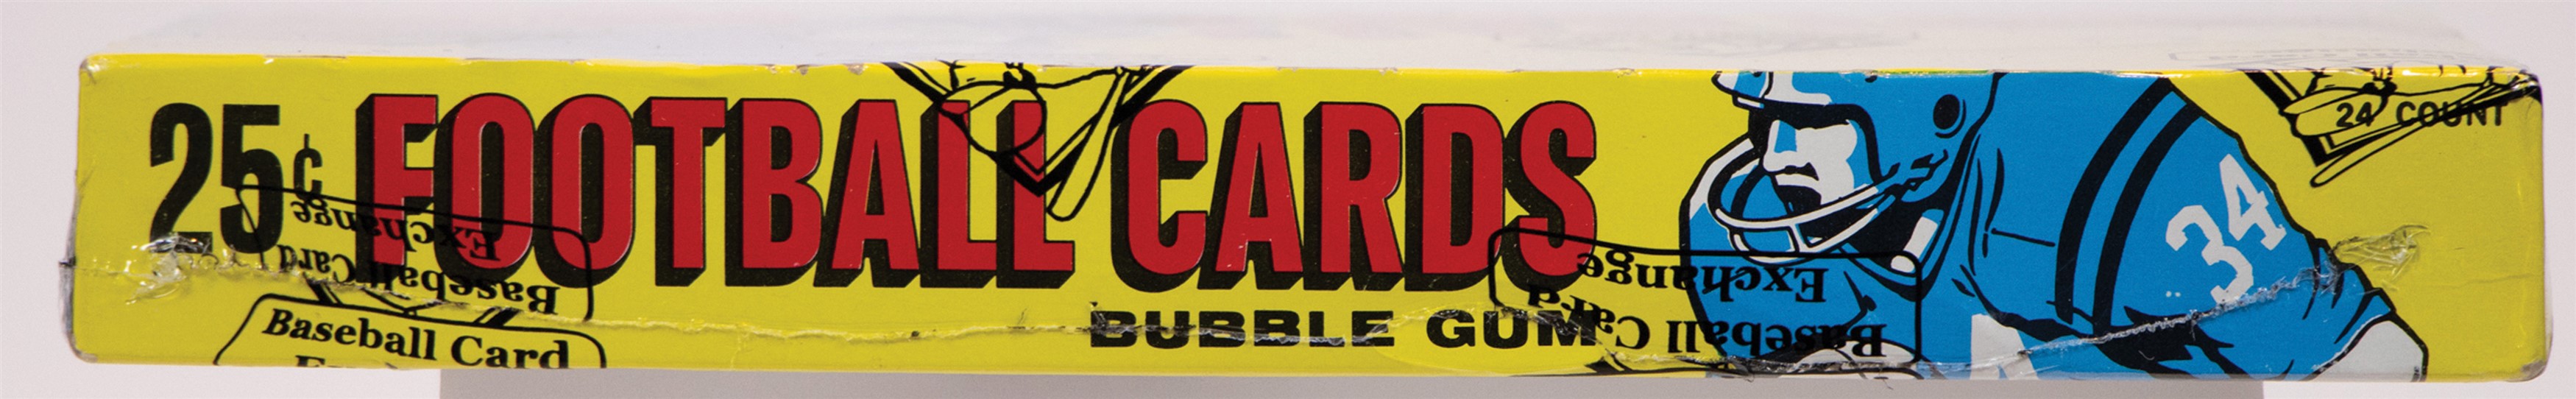 25¢ FOOTBALL CARDS
24 COUNT
34
BUBBLE GUM
Baseball Card
Exchange
Baseball Card
Exchange
Baseball Card